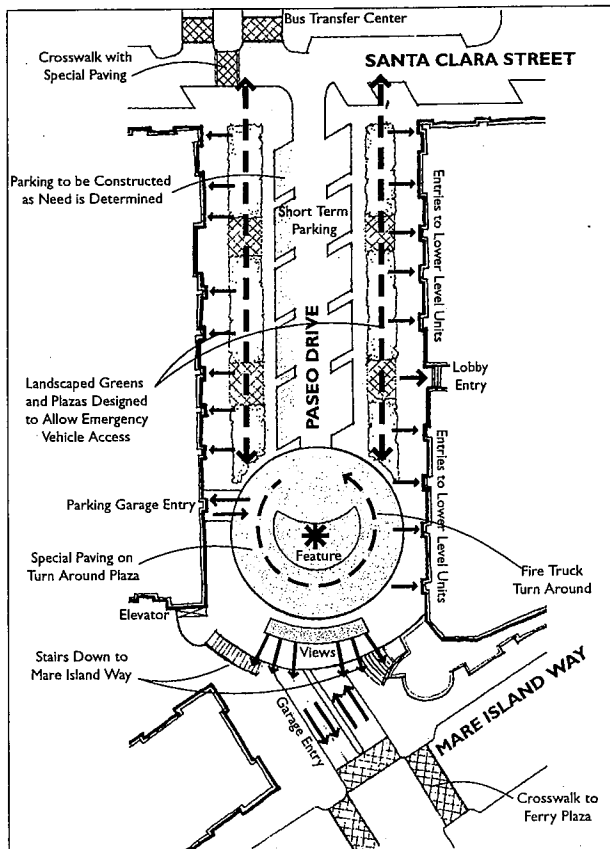 Bus Transfer Center
Crosswalk with
Special Paving
SANTA CLARA STREET
Parking to be Constructed
as Need is Determined
Short Term
Parking
Entries to Lower Level Units
PASEO DRIVE
Landscaped Greens
and Plazas Designed
to Allow Emergency
Vehicle Access
Lobby
Entry
Entries to Lower Level Units
Parking Garage Entry
Special Paving on
Turn Around Plaza
Feature
Fire Truck
Turn Around
Elevator
Views
Stairs Down to
Mare Island Way
Garage Entry
MARE ISLAND WAY
Crosswalk to
Ferry Plaza